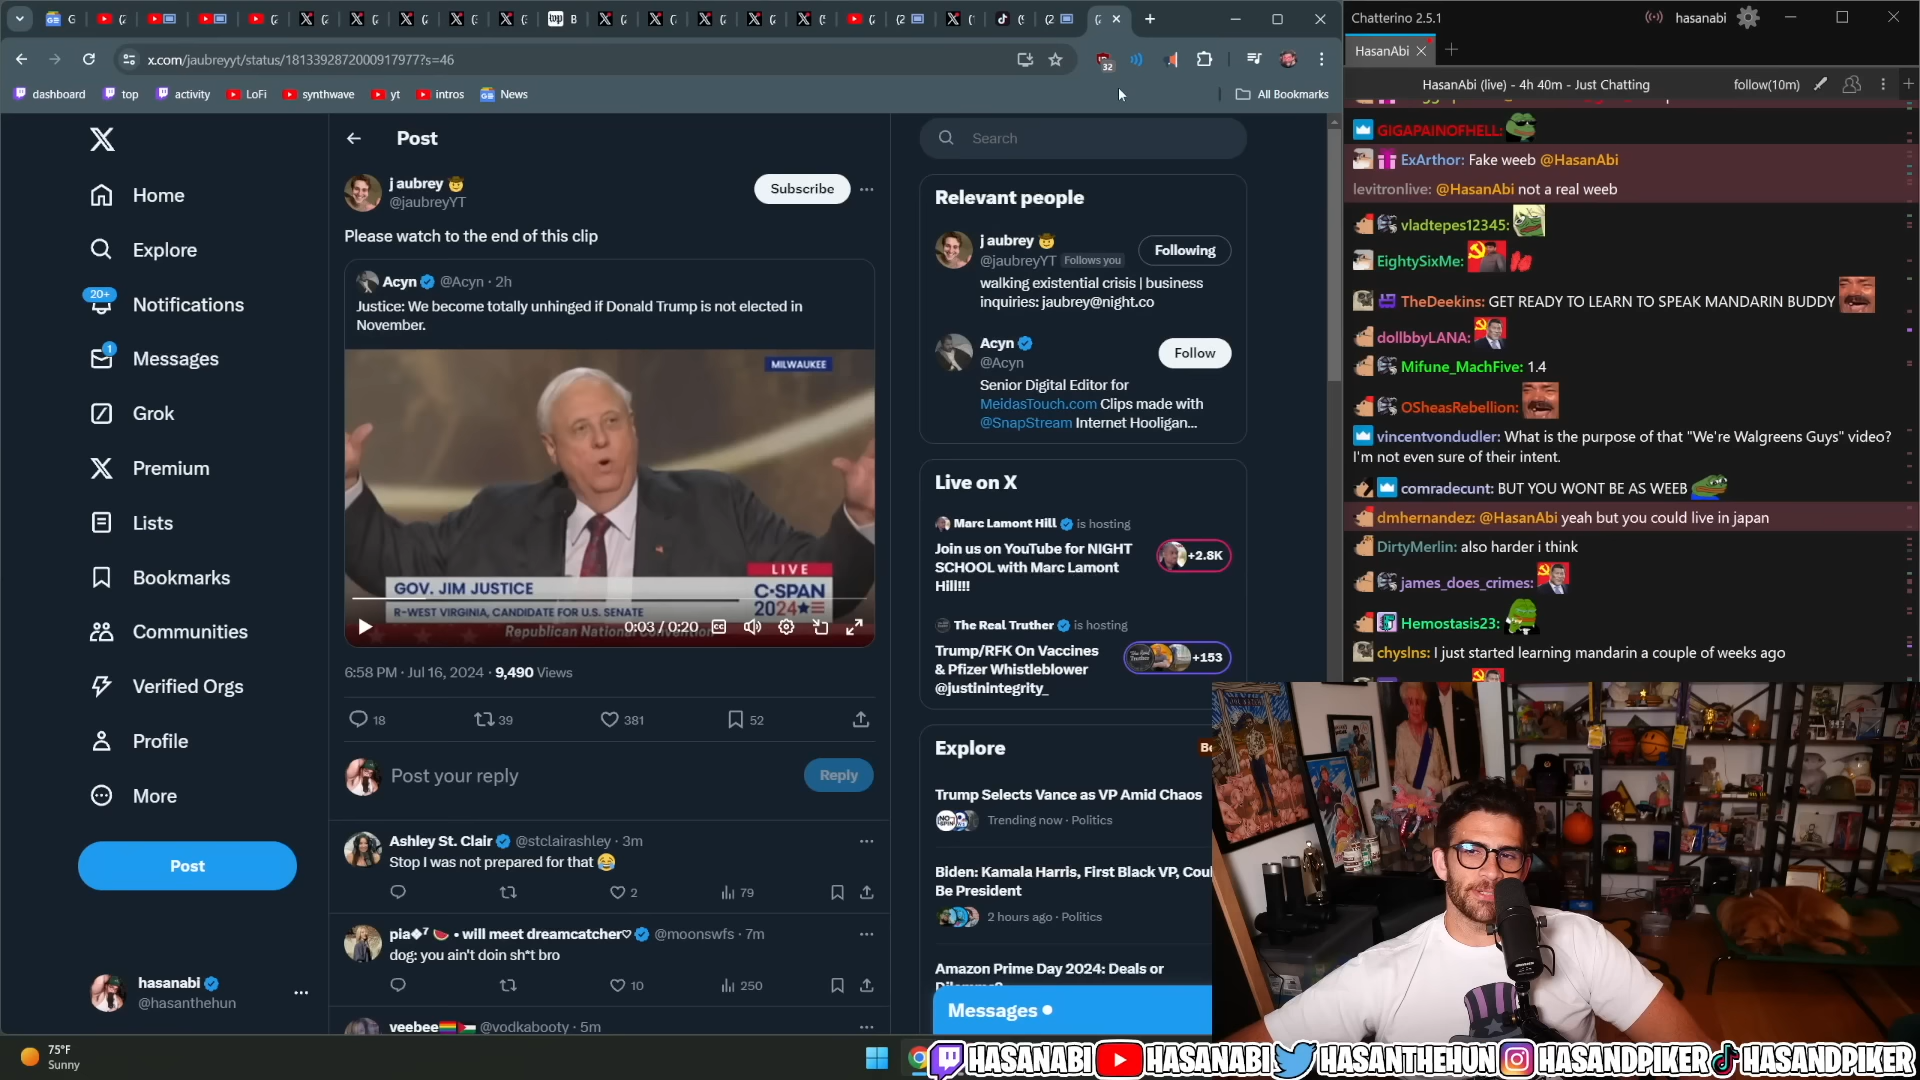 x.com/jaubreyyt/status/1813392872000917977?s=46
32
dashboard
top
activity
LoFi
synthwave
yt
intros
News
All Bookmarks
Home
Explore
20+
Notifications
1
Messages
Grok
Premium
Lists
Bookmarks
Communities
Verified Orgs
Profile
More
Post
hasanabi
@hasanthehun
Post
j aubrey
@jaubreyYT
Subscribe
Please watch to the end of this clip
Acyn @Acyn · 2h
Justice: We become totally unhinged if Donald Trump is not elected in
November.
MILWAUKEE
LIVE
GOV. JIM JUSTICE
C-SPAN
2024
R-WEST VIRGINIA, CANDIDATE FOR U.S. SENATE
Republican National Convention
0:03 / 0:20
6:58 PM · Jul 16, 2024 · 9,490 Views
18 39 381 52
Post your reply
Reply
Ashley St. Clair @stclairashley · 3m
Stop I was not prepared for that 😂
2 79
pia◆⁷ 🍉 • will meet dreamcatcher♡ @moonswfs · 7m
dog: you ain't doin sh*t bro
10 250
veebee @vodkabooty · 5m
Search
Relevant people
j aubrey
@jaubreyYT Follows you
Following
walking existential crisis | business
inquiries: jaubrey@night.co
Acyn
@Acyn
Follow
Senior Digital Editor for
MeidasTouch.com Clips made with
@SnapStream Internet Hooligan...
Live on X
Marc Lamont Hill is hosting
Join us on YouTube for NIGHT
SCHOOL with Marc Lamont
Hill!!!
+2.8K
The Real Truther is hosting
Trump/RFK On Vaccines
& Pfizer Whistleblower
@justinintegrity_
+153
Explore
Trump Selects Vance as VP Amid Chaos
Trending now · Politics
Biden: Kamala Harris, First Black VP, Coul
Be President
2 hours ago · Politics
Amazon Prime Day 2024: Deals or
Messages
Chatterino 2.5.1
hasanabi
HasanAbi
HasanAbi (live) - 4h 40m - Just Chatting
follow(10m)
GIGAPAINOFHELL:
ExArthor: Fake weeb @HasanAbi
levitronlive: @HasanAbi not a real weeb
vladtepes12345:
EightySixMe:
TheDeekins: GET READY TO LEARN TO SPEAK MANDARIN BUDDY
dollbbyLANA:
Mifune_MachFive: 1.4
OSheasRebellion:
vincentvondudler: What is the purpose of that "We're Walgreens Guys" video?
I'm not even sure of their intent.
comradecunt: BUT YOU WONT BE AS WEEB
dmhernandez: @HasanAbi yeah but you could live in japan
DirtyMerlin: also harder i think
james_does_crimes:
Hemostasis23:
chyslns: I just started learning mandarin a couple of weeks ago
75°F
Sunny
HASANABI HASANABI HASANTHEHUN HASANDPIKER HASANDPIKER